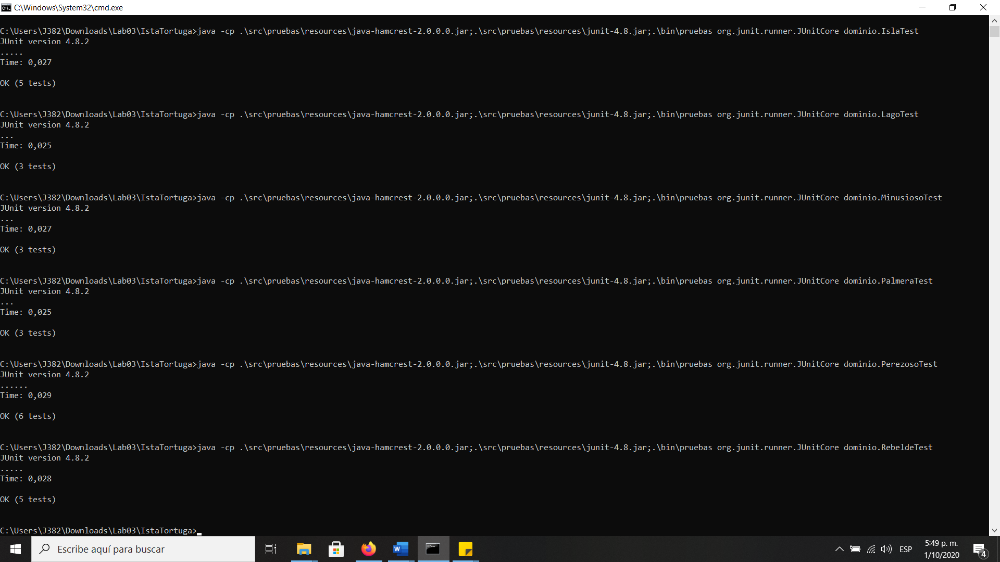 C:\Windows\System32\cmd.exe
C:\Users\J382\Downloads\Lab03\IstaTortuga>java -cp .\src\pruebas\resources\java-hamcrest-2.0.0.0.jar;.\src\pruebas\resources\junit-4.8.jar;.\bin\pruebas org.junit.runner.JUnitCore dominio.IslaTest
JUnit version 4.8.2
.....
Time: 0,027
OK (5 tests)
C:\Users\J382\Downloads\Lab03\IstaTortuga>java -cp .\src\pruebas\resources\java-hamcrest-2.0.0.0.jar;.\src\pruebas\resources\junit-4.8.jar;.\bin\pruebas org.junit.runner.JUnitCore dominio.LagoTest
JUnit version 4.8.2
...
Time: 0,025
OK (3 tests)
C:\Users\J382\Downloads\Lab03\IstaTortuga>java -cp .\src\pruebas\resources\java-hamcrest-2.0.0.0.jar;.\src\pruebas\resources\junit-4.8.jar;.\bin\pruebas org.junit.runner.JUnitCore dominio.MinusiosoTest
JUnit version 4.8.2
...
Time: 0,027
OK (3 tests)
C:\Users\J382\Downloads\Lab03\IstaTortuga>java -cp .\src\pruebas\resources\java-hamcrest-2.0.0.0.jar;.\src\pruebas\resources\junit-4.8.jar;.\bin\pruebas org.junit.runner.JUnitCore dominio.PalmeraTest
JUnit version 4.8.2
...
Time: 0,025
OK (3 tests)
C:\Users\J382\Downloads\Lab03\IstaTortuga>java -cp .\src\pruebas\resources\java-hamcrest-2.0.0.0.jar;.\src\pruebas\resources\junit-4.8.jar;.\bin\pruebas org.junit.runner.JUnitCore dominio.PerezosoTest
JUnit version 4.8.2
......
Time: 0,029
OK (6 tests)
C:\Users\J382\Downloads\Lab03\IstaTortuga>java -cp .\src\pruebas\resources\java-hamcrest-2.0.0.0.jar;.\src\pruebas\resources\junit-4.8.jar;.\bin\pruebas org.junit.runner.JUnitCore dominio.RebeldeTest
JUnit version 4.8.2
.....
Time: 0,028
OK (5 tests)
C:\Users\J382\Downloads\Lab03\IstaTortuga>
Escribe aquí para buscar
ESP
5:49 p. m.
1/10/2020
4